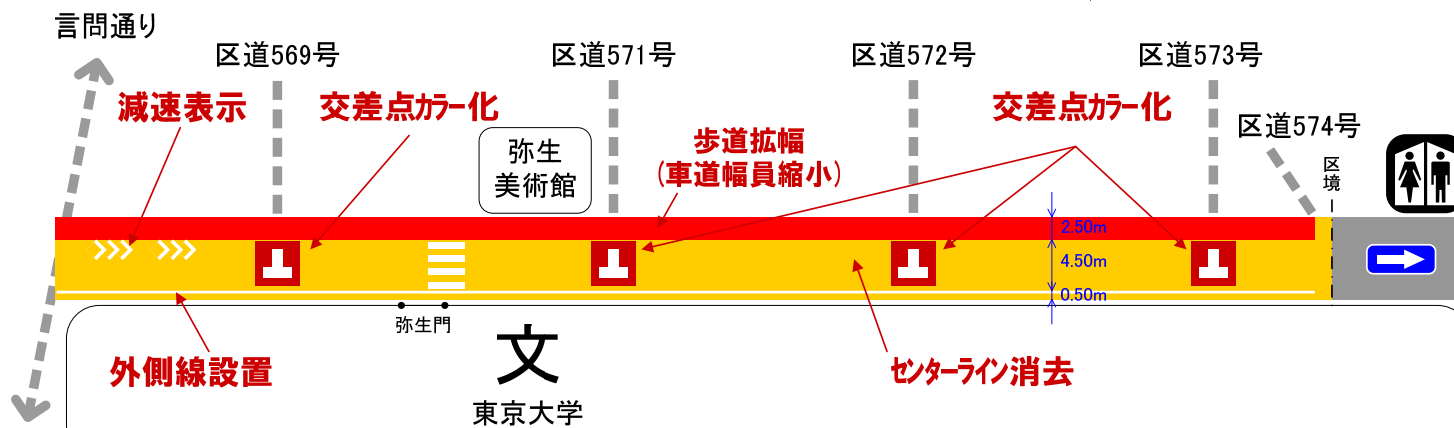 言問通り
区道569号
区道571号
区道572号
区道573号
減速表示
交差点カラー化
交差点カラー化
区道574号
弥生
美術館
歩道拡幅
(車道幅員縮小)
区境
2.50m
4.50m
0.50m
弥生門
外側線設置
文
センターライン消去
東京大学